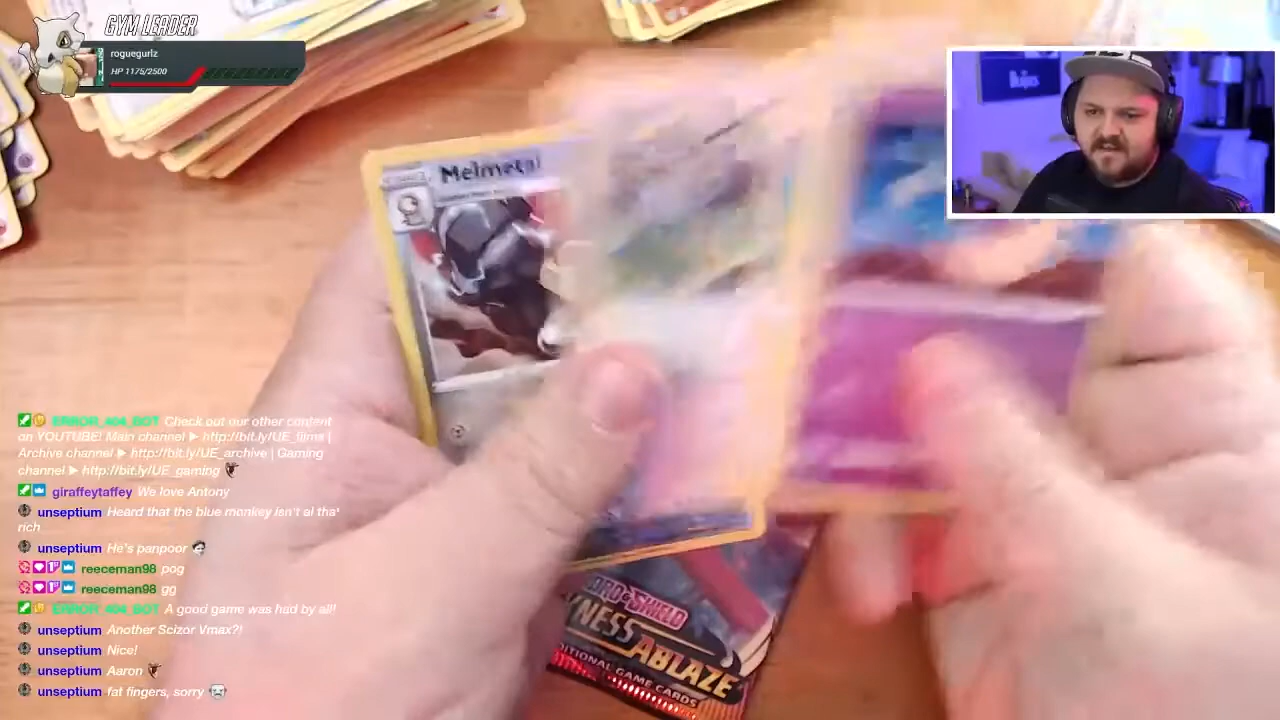 GYM LEADER
roguegurlz
HP 1175/2500
Melmetal
ERROR_404_BOT Check out our other content
on YOUTUBE! Main channel ► http://bit.ly/UE_films |
Archive channel ► http://bit.ly/UE_archive | Gaming
channel ► http://bit.ly/UE_gaming
giraffeytaffey We love Antony
unseptium Heard that the blue monkey isn't al tha'
rich
unseptium He's panpoor
reeceman98 pog
reeceman98 gg
ERROR_404_BOT A good game was had by all!
unseptium Another Scizor Vmax?!
unseptium Nice!
unseptium Aaron
unseptium fat fingers, sorry
ORD & SHIELD
KNESS
ABLAZE
DITIONAL GAME CARDS